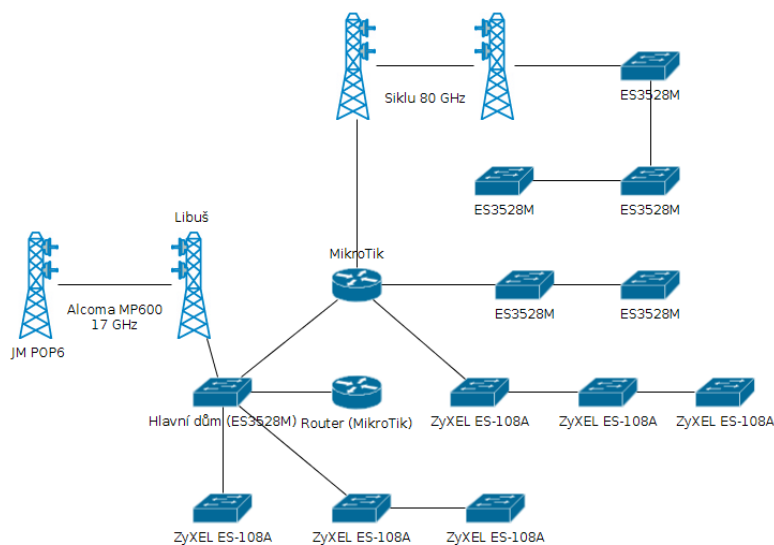 Siklu 80 GHz
ES3528M
ES3528M
ES3528M
Libuš
MikroTik
Alcoma MP600
17 GHz
ES3528M
ES3528M
JM POP6
Hlavní dům (ES3528M)
Router (MikroTik)
ZyXEL ES-108A
ZyXEL ES-108A
ZyXEL ES-108A
ZyXEL ES-108A
ZyXEL ES-108A
ZyXEL ES-108A